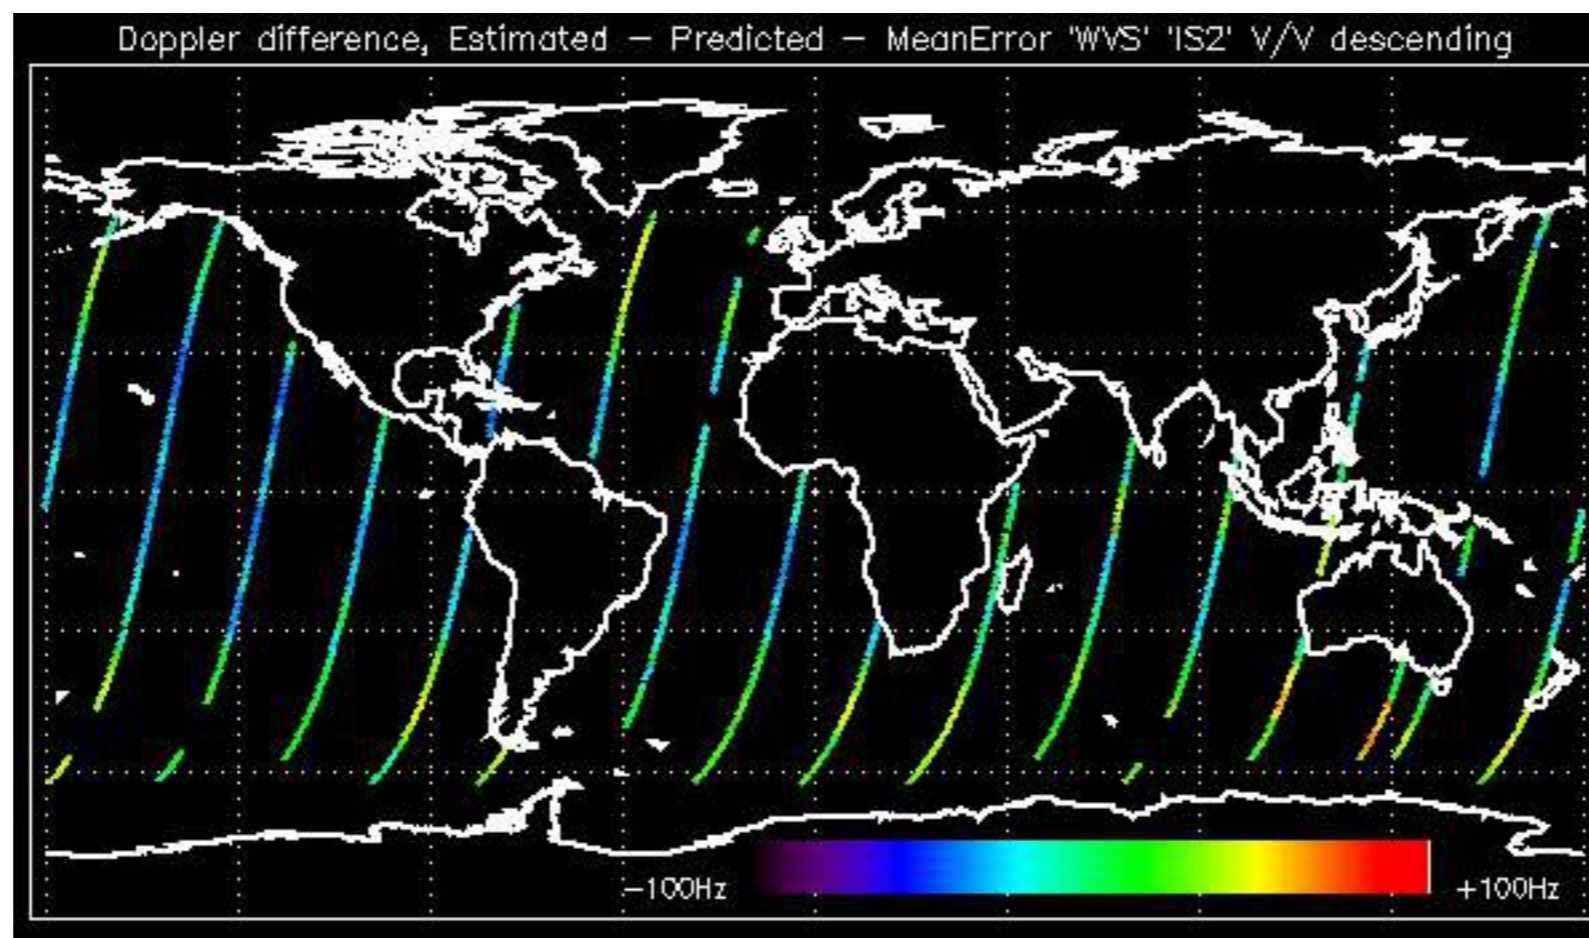 Doppler difference, Estimated − Predicted − MeanError 'WVS' 'IS2' V/V descending
−100Hz
+100Hz